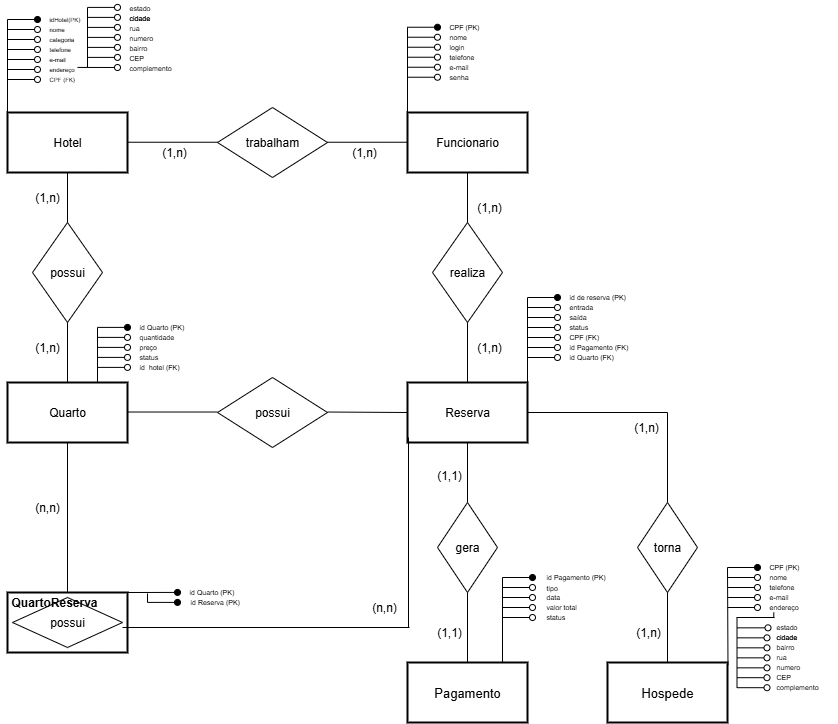 idHotel(PK)
nome
categoria
telefone
e-mail
endereço
CPF (FK)
estado
cidade
rua
numero
bairro
CEP
complemento
CPF (PK)
nome
login
telefone
e-mail
senha
Hotel
trabalham
Funcionario
(1,n)
(1,n)
(1,n)
(1,n)
possui
realiza
(1,n)
(1,n)
id Quarto (PK)
quantidade
preço
status
id hotel (FK)
id de reserva (PK)
entrada
saída
status
CPF (FK)
id Pagamento (FK)
id Quarto (FK)
Quarto
possui
Reserva
(1,n)
(1,1)
(n,n)
gera
torna
id Pagamento (PK)
tipo
data
valor total
status
CPF (PK)
nome
telefone
e-mail
endereço
estado
cidade
bairro
rua
numero
CEP
complemento
id Quarto (PK)
id Reserva (PK)
QuartoReserva
possui
(n,n)
(1,1)
(1,n)
Pagamento
Hospede